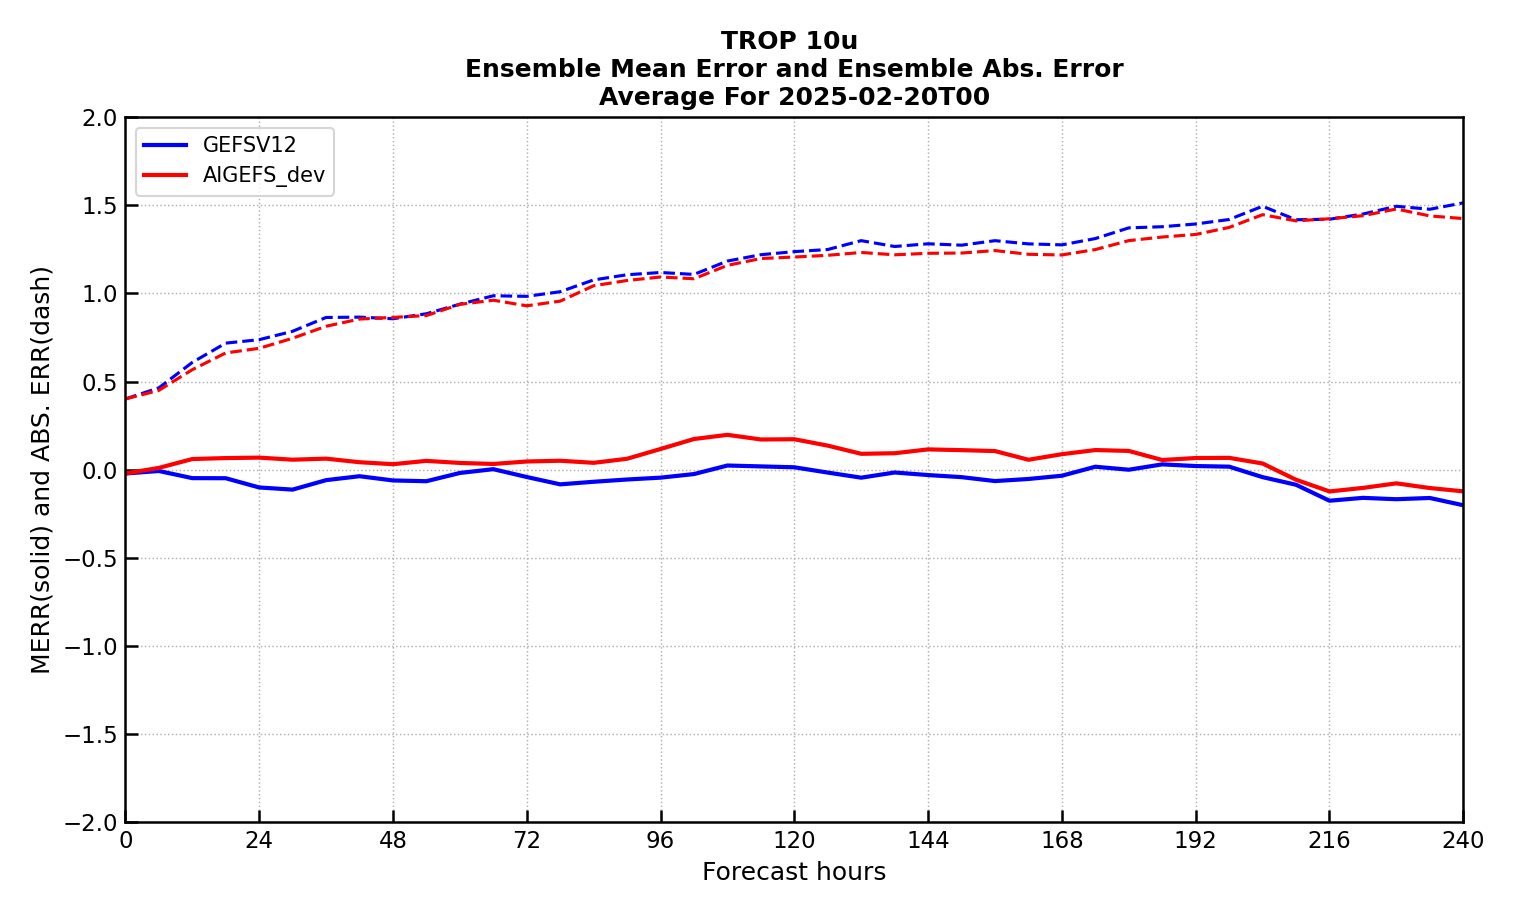 TROP 10u
Ensemble Mean Error and Ensemble Abs. Error
Average For 2025-02-20T00
GEFSV12
AIGEFS_dev
MERR(solid) and ABS. ERR(dash)
2.0
1.5
1.0
0.5
0.0
−0.5
−1.0
−1.5
−2.0
0 24 48 72 96 120 144 168 192 216 240
Forecast hours